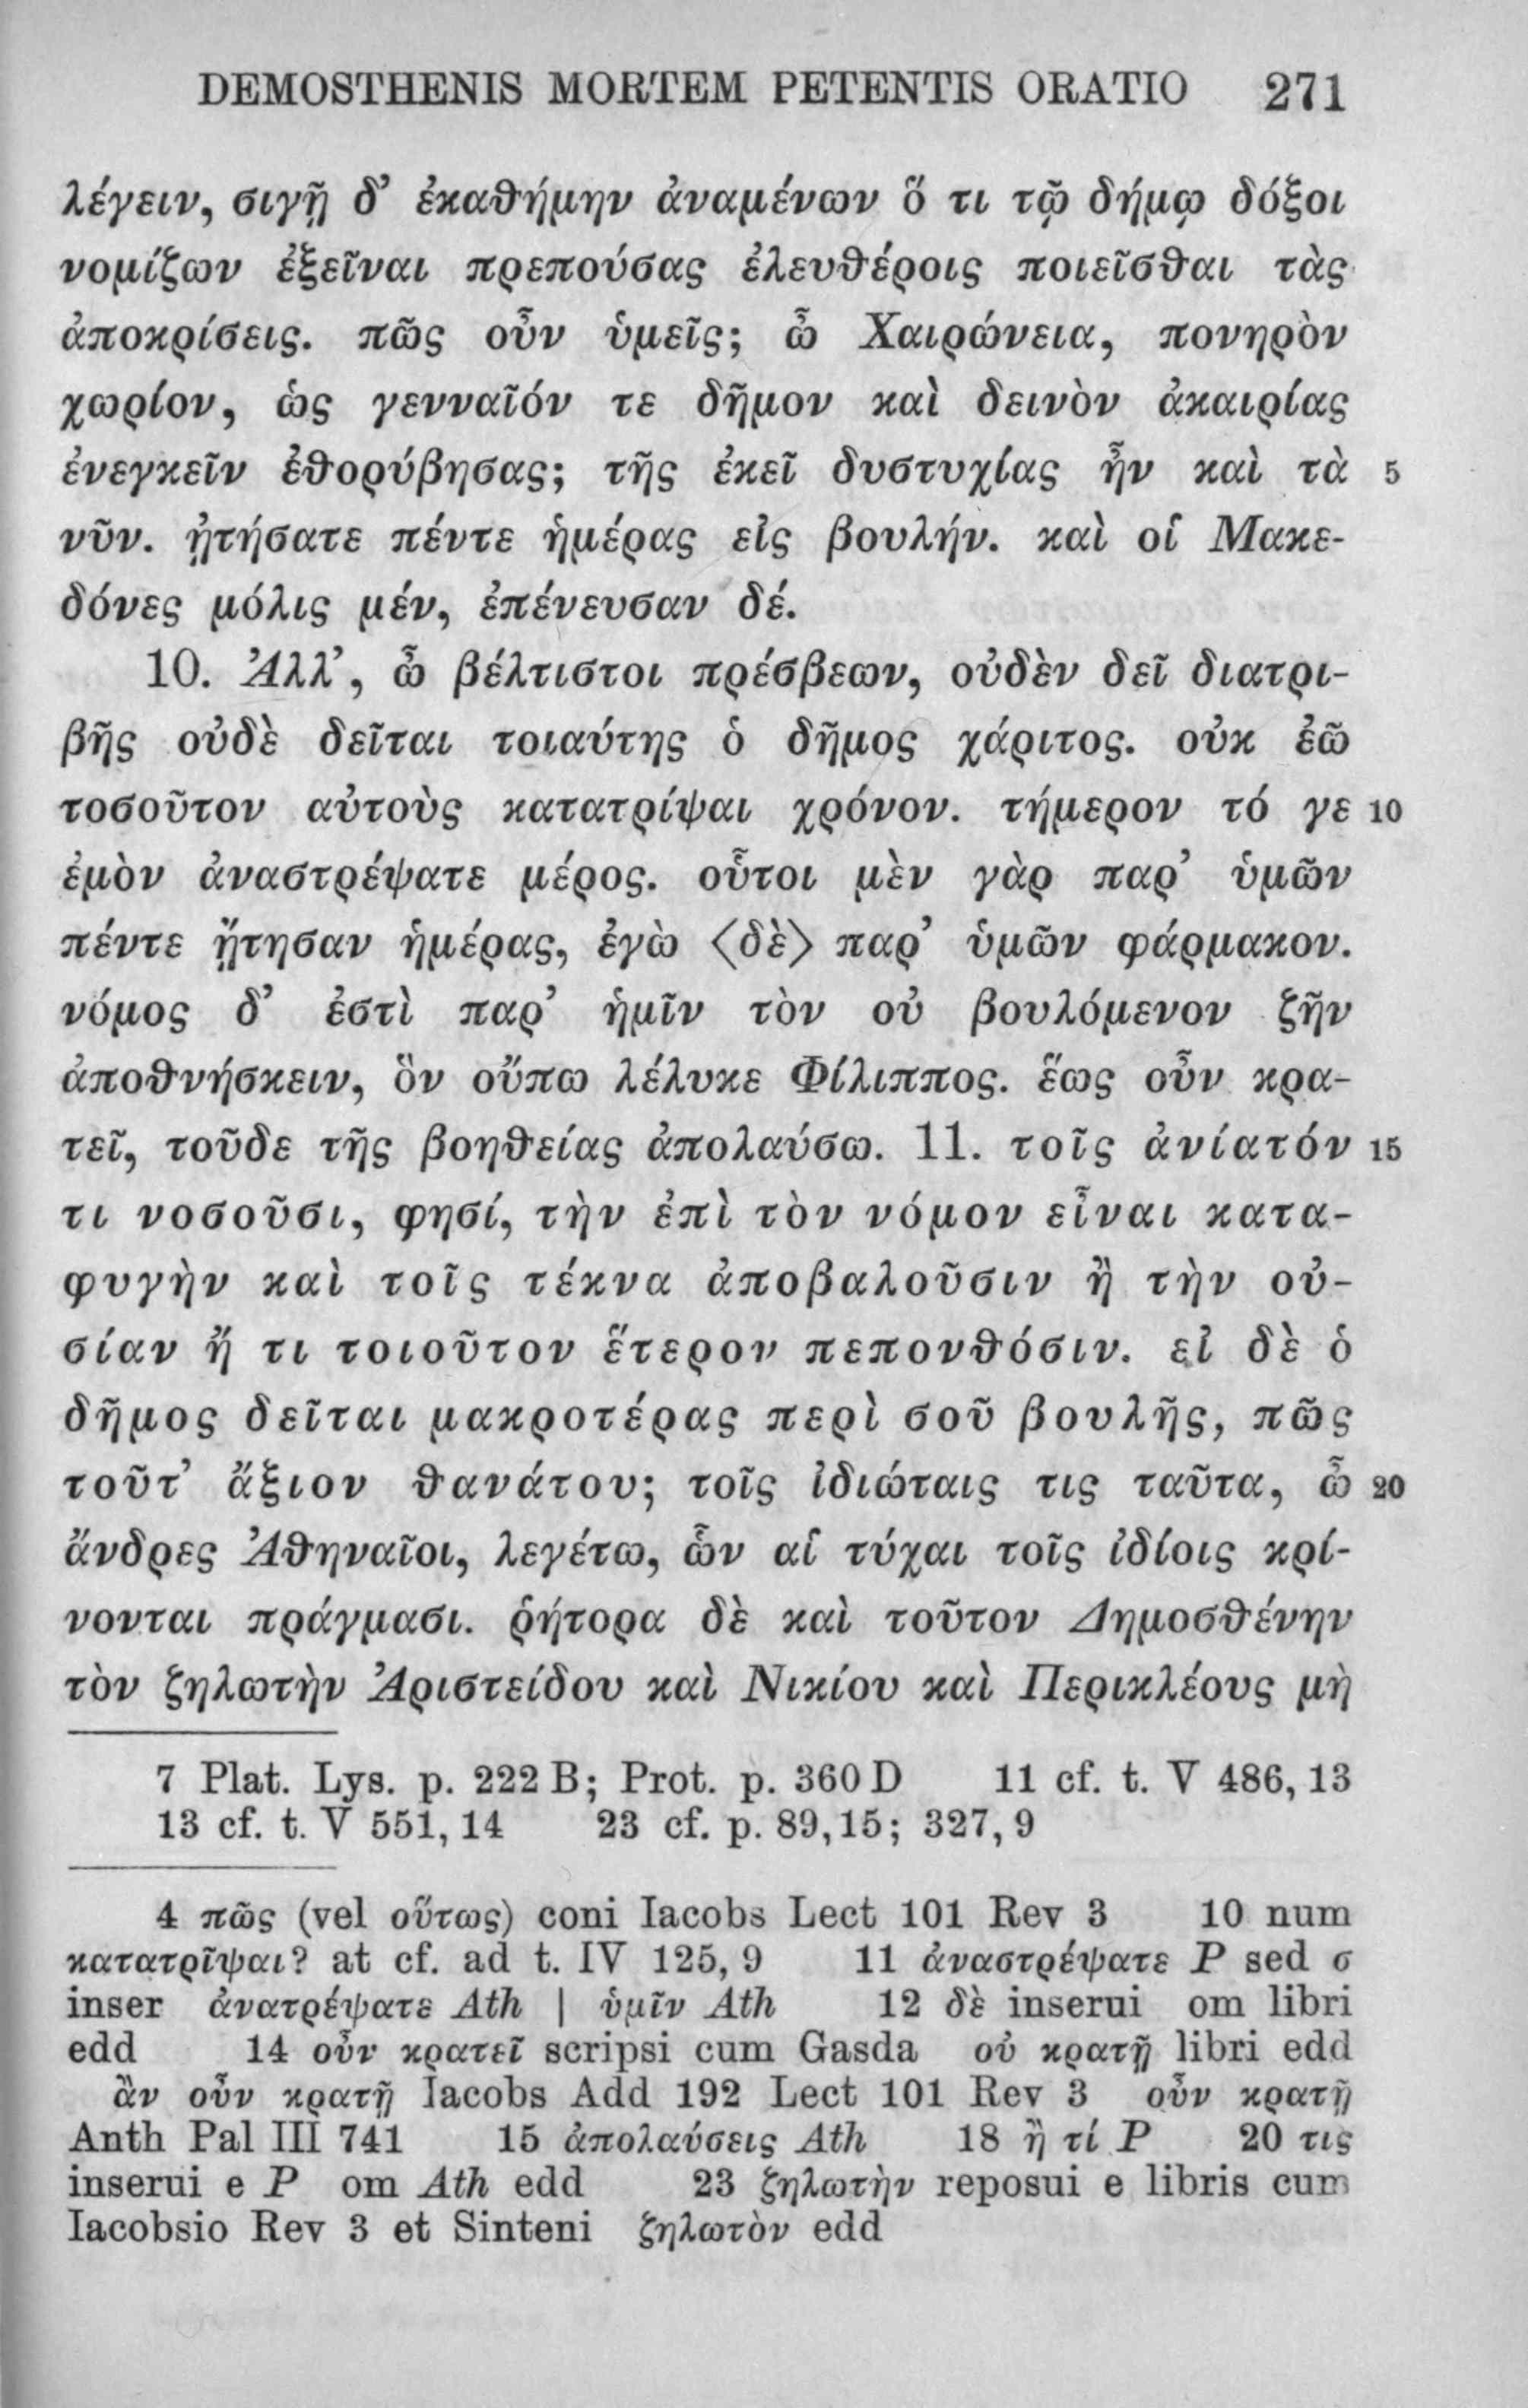 DEMOSTHENIS MORTEM PETENTIS ORATIO 271
λέγειν, σιγῇ δ’ ἐκαθήμην ἀναμένων ὅ τι τῷ δήμῳ δόξοι
νομίζων ἐξεῖναι πρεπούσας ἐλευθέροις ποιεῖσθαι τὰς
ἀποκρίσεις. πῶς οὖν ὑμεῖς; ὦ Χαιρώνεια, πονηρὸν
χωρίον, ὡς γενναῖόν τε δῆμον καὶ δεινὸν ἀκαιρίας
ἐνεγκεῖν ἐθορύβησας; τῆς ἐκεῖ δυστυχίας ἦν καὶ τὰ 5
νῦν. ᾐτήσατε πέντε ἡμέρας εἰς βουλήν. καὶ οἱ Μακε-
δόνες μόλις μέν, ἐπένευσαν δέ.
10. Ἀλλ’, ὦ βέλτιστοι πρέσβεων, οὐδὲν δεῖ διατρι-
βῆς οὐδὲ δεῖται τοιαύτης ὁ δῆμος χάριτος. οὐκ ἐῶ
τοσοῦτον αὐτοὺς κατατρίψαι χρόνον. τήμερον τό γε 10
ἐμὸν ἀναστρέψατε μέρος. οὗτοι μὲν γὰρ παρ’ ὑμῶν
πέντε ᾔτησαν ἡμέρας, ἐγὼ ⟨δὲ⟩ παρ’ ὑμῶν φάρμακον.
νόμος δ’ ἐστὶ παρ’ ἡμῖν τὸν οὐ βουλόμενον ζῆν
ἀποθνήσκειν, ὃν οὔπω λέλυκε Φίλιππος. ἕως οὖν κρα-
τεῖ, τοῦδε τῆς βοηθείας ἀπολαύσω. 11. τοῖς ἀνίατόν 15
τι νοσοῦσι, φησί, τὴν ἐπὶ τὸν νόμον εἶναι κατα-
φυγὴν καὶ τοῖς τέκνα ἀποβαλοῦσιν ἢ τὴν οὐ-
σίαν ἤ τι τοιοῦτον ἕτερον πεπονθόσιν. εἰ δὲ ὁ
δῆμος δεῖται μακροτέρας περὶ σοῦ βουλῆς, πῶς
τοῦτ’ ἄξιον θανάτου; τοῖς ἰδιώταις τις ταῦτα, ὦ 20
ἄνδρες Ἀθηναῖοι, λεγέτω, ὧν αἱ τύχαι τοῖς ἰδίοις κρί-
νονται πράγμασι. ῥήτορα δὲ καὶ τοῦτον Δημοσθένην
τὸν ζηλωτὴν Ἀριστείδου καὶ Νικίου καὶ Περικλέους μὴ
7 Plat. Lys. p. 222 B; Prot. p. 360 D 11 cf. t. V 486, 13
13 cf. t. V 551, 14 23 cf. p. 89, 15; 327, 9
4 πῶς (vel οὕτως) coni Iacobs Lect 101 Rev 3 10 num
κατατρῖψαι? at cf. ad t. IV 125, 9 11 ἀναστρέψατε P sed σ
inser ἀνατρέψατε Ath | ὑμῖν Ath 12 δὲ inserui om libri
edd 14 οὖν κρατεῖ scripsi cum Gasda οὐ κρατῇ libri edd
ἂν οὖν κρατῇ Iacobs Add 192 Lect 101 Rev 3 οὖν κρατῇ
Anth Pal III 741 15 ἀπολαύσεις Ath 18 ἢ τί P 20 τις
inserui e P om Ath edd 23 ζηλωτὴν reposui e libris cum
Iacobsio Rev 3 et Sinteni ζηλωτὸν edd